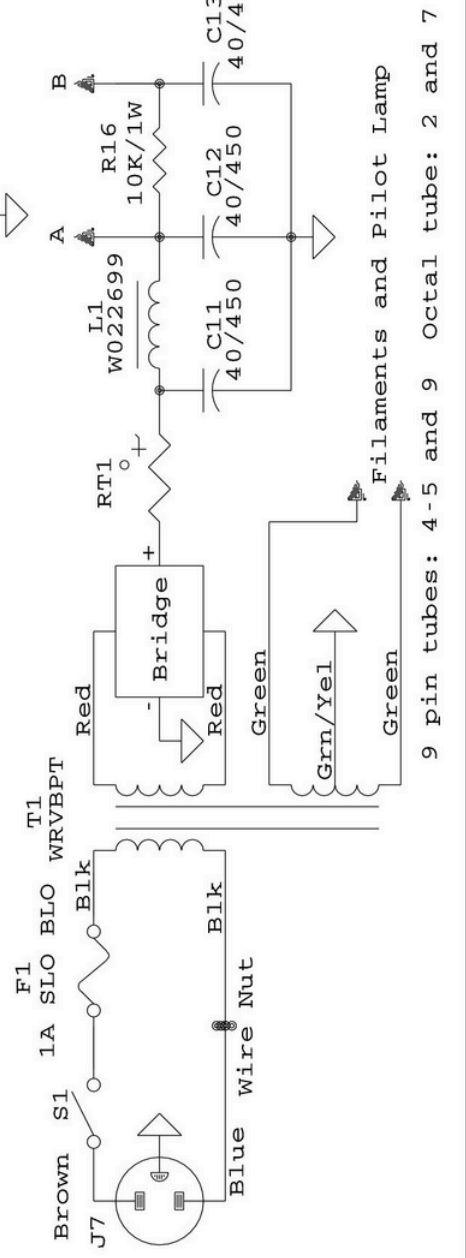 Brown
S1
F1
1A SLO BLO
T1
WRVBPT
J7
Blk
Blk
Blue
Wire Nut
Red
Red
-
+
Bridge
RT1
L1
W022699
A
R16
10K/1W
B
C11
40/450
C12
40/450
C13
40/4
Green
Grn/Yel
Green
Filaments and Pilot Lamp
9 pin tubes: 4-5 and 9 Octal tube: 2 and 7